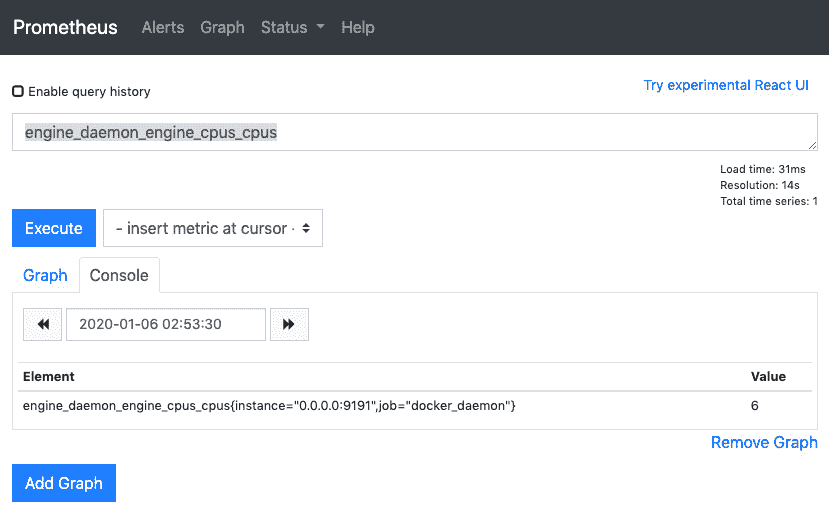 Prometheus Alerts Graph Status Help
Enable query history
Try experimental React UI
engine_daemon_engine_cpus_cpus
Load time: 31ms
Resolution: 14s
Total time series: 1
Execute
- insert metric at cursor -
Graph Console
2020-01-06 02:53:30
Element Value
engine_daemon_engine_cpus_cpus{instance="0.0.0.0:9191",job="docker_daemon"} 6
Remove Graph
Add Graph